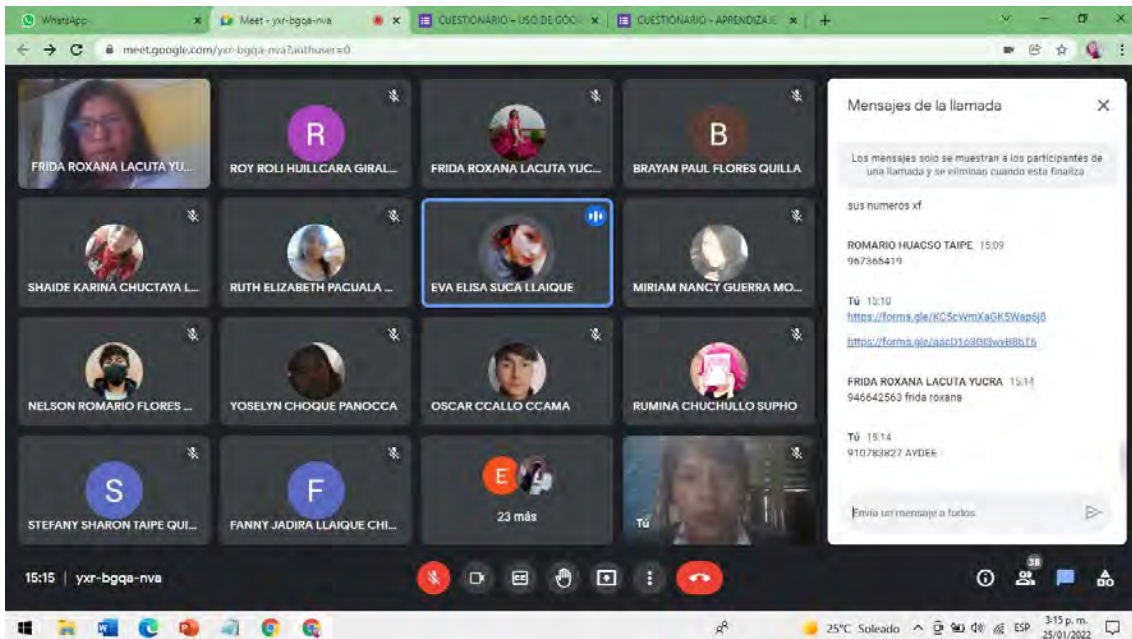 WhatsApp
Meet - yxr-bgqa-nva
CUESTIONARIO – USO DE GOO
CUESTIONARIO - APRENDIZAJE
meet.google.com/yxr-bgqa-nva?authuser=0
FRIDA ROXANA LACUTA YU...
R
ROY ROLI HUILLCARA GIRAL...
FRIDA ROXANA LACUTA YUC...
B
BRAYAN PAUL FLORES QUILLA
SHAIDE KARINA CHUCTAYA L...
RUTH ELIZABETH PACUALA ...
EVA ELISA SUCA LLAIQUE
MIRIAM NANCY GUERRA MO...
NELSON ROMARIO FLORES ...
YOSELYN CHOQUE PANOCCA
OSCAR CCALLO CCAMA
RUMINA CHUCHULLO SUPHO
S
STEFANY SHARON TAIPE QUI...
F
FANNY JADIRA LLAIQUE CHI...
E
23 más
Tú
Mensajes de la llamada
Los mensajes solo se muestran a los participantes de
una llamada y se eliminan cuando esta finaliza
sus numeros xf
ROMARIO HUACSO TAIPE 15:09
967365419
Tú 15:10
FRIDA ROXANA LACUTA YUCRA 15:14
946642563 frida roxana
Tú 15:14
910783827 AYDEE
Envía un mensaje a todos
15:15 | yxr-bgqa-nva
38
25°C Soleado
ESP
3:15 p. m.
25/01/2022